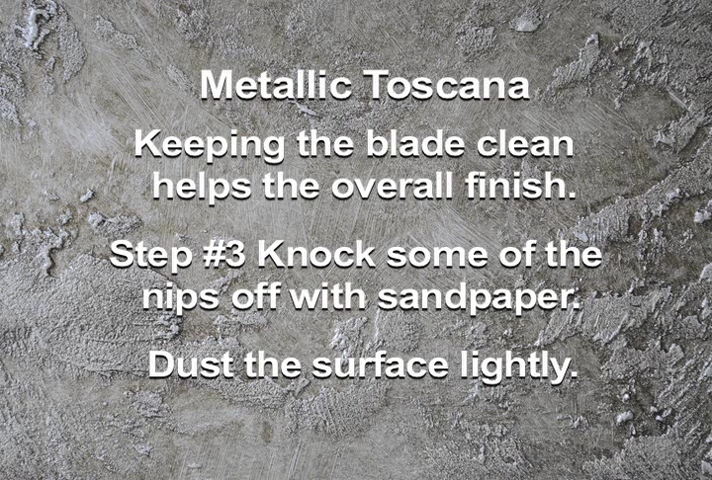 Metallic Toscana
Keeping the blade clean
helps the overall finish.
Step #3 Knock some of the
nips off with sandpaper.
Dust the surface lightly.